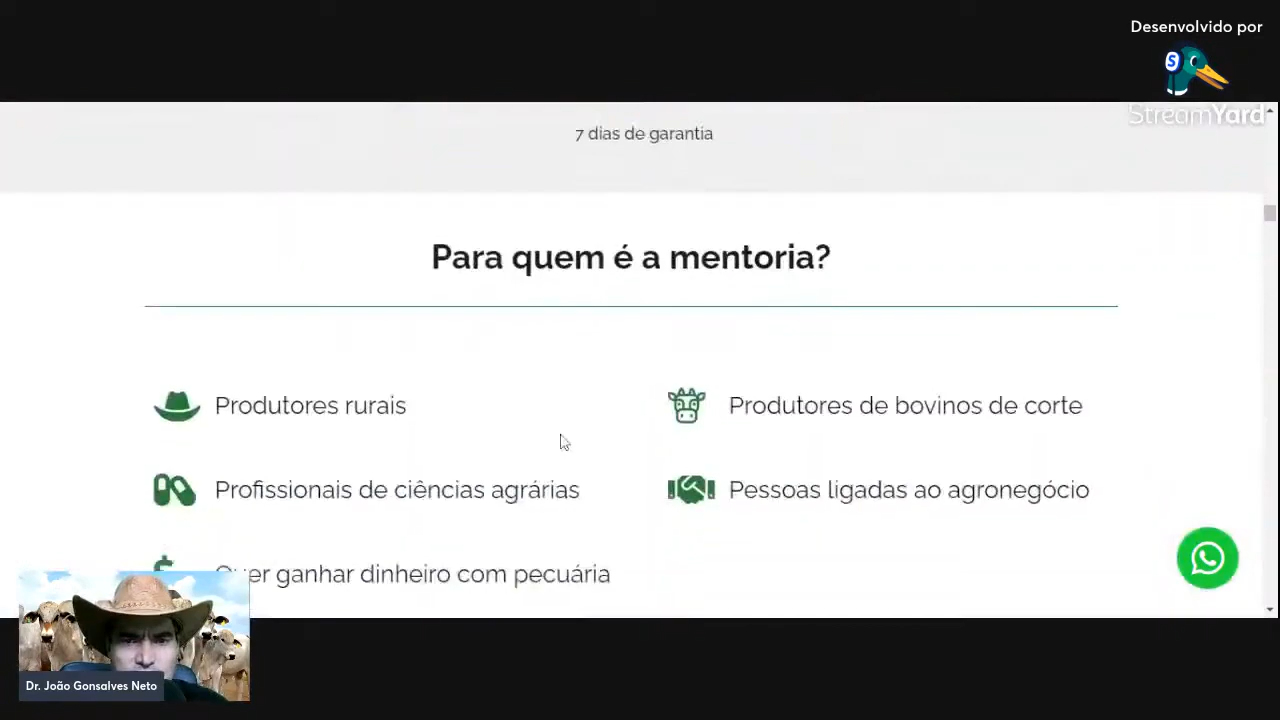 Desenvolvido por
StreamYard
7 dias de garantia
Para quem é a mentoria?
Produtores rurais
Produtores de bovinos de corte
Profissionais de ciências agrárias
Pessoas ligadas ao agronegócio
Quer ganhar dinheiro com pecuária
Dr. João Gonsalves Neto